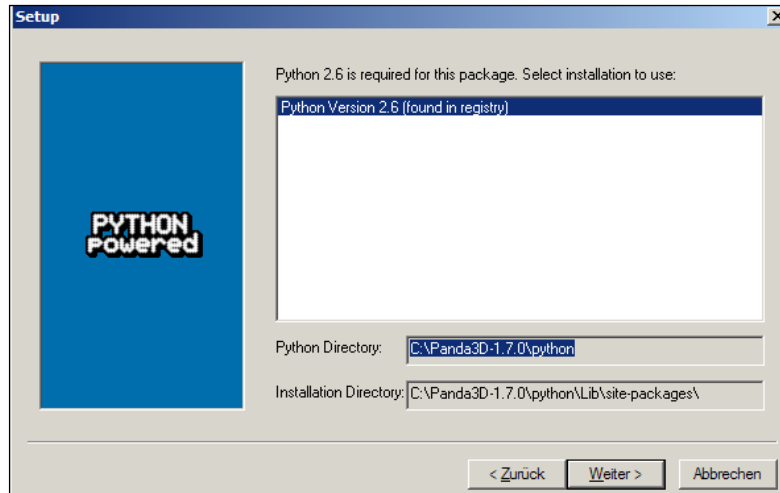 Setup
Python 2.6 is required for this package. Select installation to use:
Python Version 2.6 (found in registry)
PYTHON
powered
Python Directory: C:\Panda3D-1.7.0\python
Installation Directory: C:\Panda3D-1.7.0\python\Lib\site-packages\
< Zurück Weiter > Abbrechen